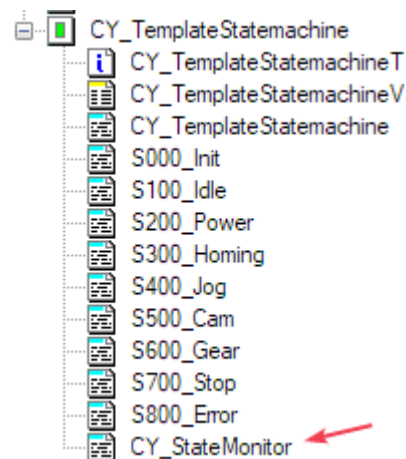 CY_TemplateStatemachine
CY_TemplateStatemachineT
CY_TemplateStatemachineV
CY_TemplateStatemachine
S000_Init
S100_Idle
S200_Power
S300_Homing
S400_Jog
S500_Cam
S600_Gear
S700_Stop
S800_Error
CY_StateMonitor